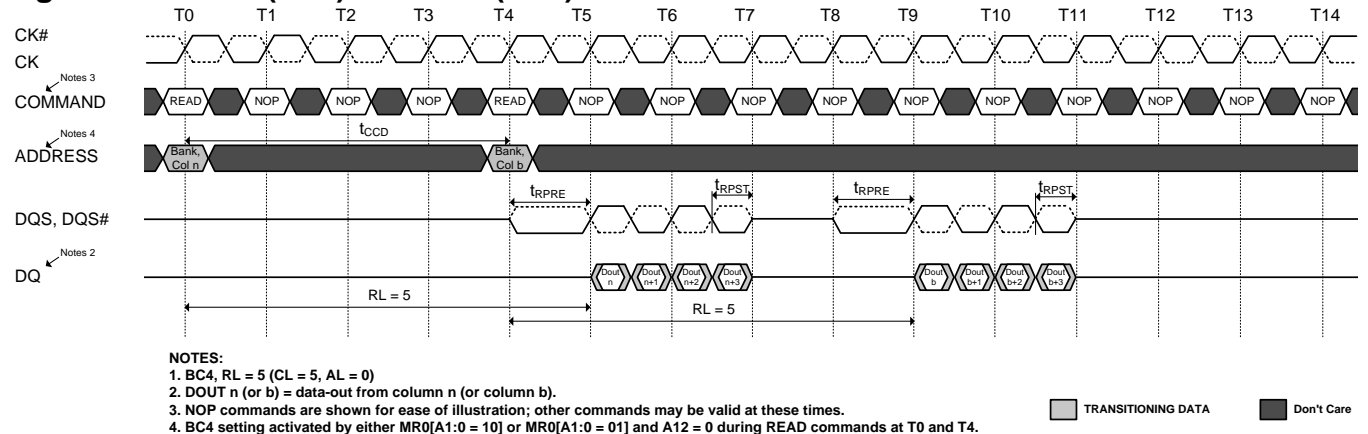 T0 T1 T2 T3 T4 T5 T6 T7 T8 T9 T10 T11 T12 T13 T14
CK#
CK
Notes 3
COMMAND
READ NOP NOP NOP READ NOP NOP NOP NOP NOP NOP NOP NOP NOP NOP
tCCD
Notes 4
ADDRESS
Bank, Col n
Bank, Col b
tRPRE tRPST tRPRE tRPST
DQS, DQS#
Notes 2
DQ
Dout n
Dout n+1
Dout n+2
Dout n+3
Dout b
Dout b+1
Dout b+2
Dout b+3
RL = 5
RL = 5
NOTES:
1. BC4, RL = 5 (CL = 5, AL = 0)
2. DOUT n (or b) = data-out from column n (or column b).
3. NOP commands are shown for ease of illustration; other commands may be valid at these times.
4. BC4 setting activated by either MR0[A1:0 = 10] or MR0[A1:0 = 01] and A12 = 0 during READ commands at T0 and T4.
TRANSITIONING DATA
Don't Care